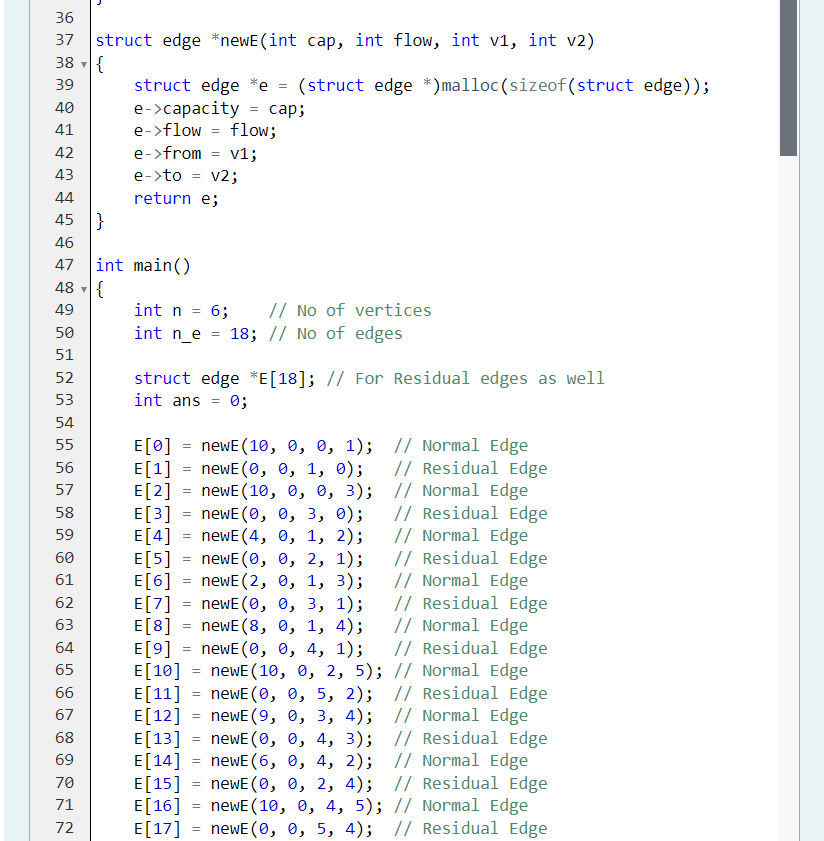 36
37 struct edge *newE(int cap, int flow, int v1, int v2)
38 {
39     struct edge *e = (struct edge *)malloc(sizeof(struct edge));
40     e->capacity = cap;
41     e->flow = flow;
42     e->from = v1;
43     e->to = v2;
44     return e;
45 }
46
47 int main()
48 {
49     int n = 6;    // No of vertices
50     int n_e = 18; // No of edges
51
52     struct edge *E[18]; // For Residual edges as well
53     int ans = 0;
54
55     E[0] = newE(10, 0, 0, 1);  // Normal Edge
56     E[1] = newE(0, 0, 1, 0);   // Residual Edge
57     E[2] = newE(10, 0, 0, 3);  // Normal Edge
58     E[3] = newE(0, 0, 3, 0);   // Residual Edge
59     E[4] = newE(4, 0, 1, 2);   // Normal Edge
60     E[5] = newE(0, 0, 2, 1);   // Residual Edge
61     E[6] = newE(2, 0, 1, 3);   // Normal Edge
62     E[7] = newE(0, 0, 3, 1);   // Residual Edge
63     E[8] = newE(8, 0, 1, 4);   // Normal Edge
64     E[9] = newE(0, 0, 4, 1);   // Residual Edge
65     E[10] = newE(10, 0, 2, 5); // Normal Edge
66     E[11] = newE(0, 0, 5, 2);  // Residual Edge
67     E[12] = newE(9, 0, 3, 4);  // Normal Edge
68     E[13] = newE(0, 0, 4, 3);  // Residual Edge
69     E[14] = newE(6, 0, 4, 2);  // Normal Edge
70     E[15] = newE(0, 0, 2, 4);  // Residual Edge
71     E[16] = newE(10, 0, 4, 5); // Normal Edge
72     E[17] = newE(0, 0, 5, 4);  // Residual Edge